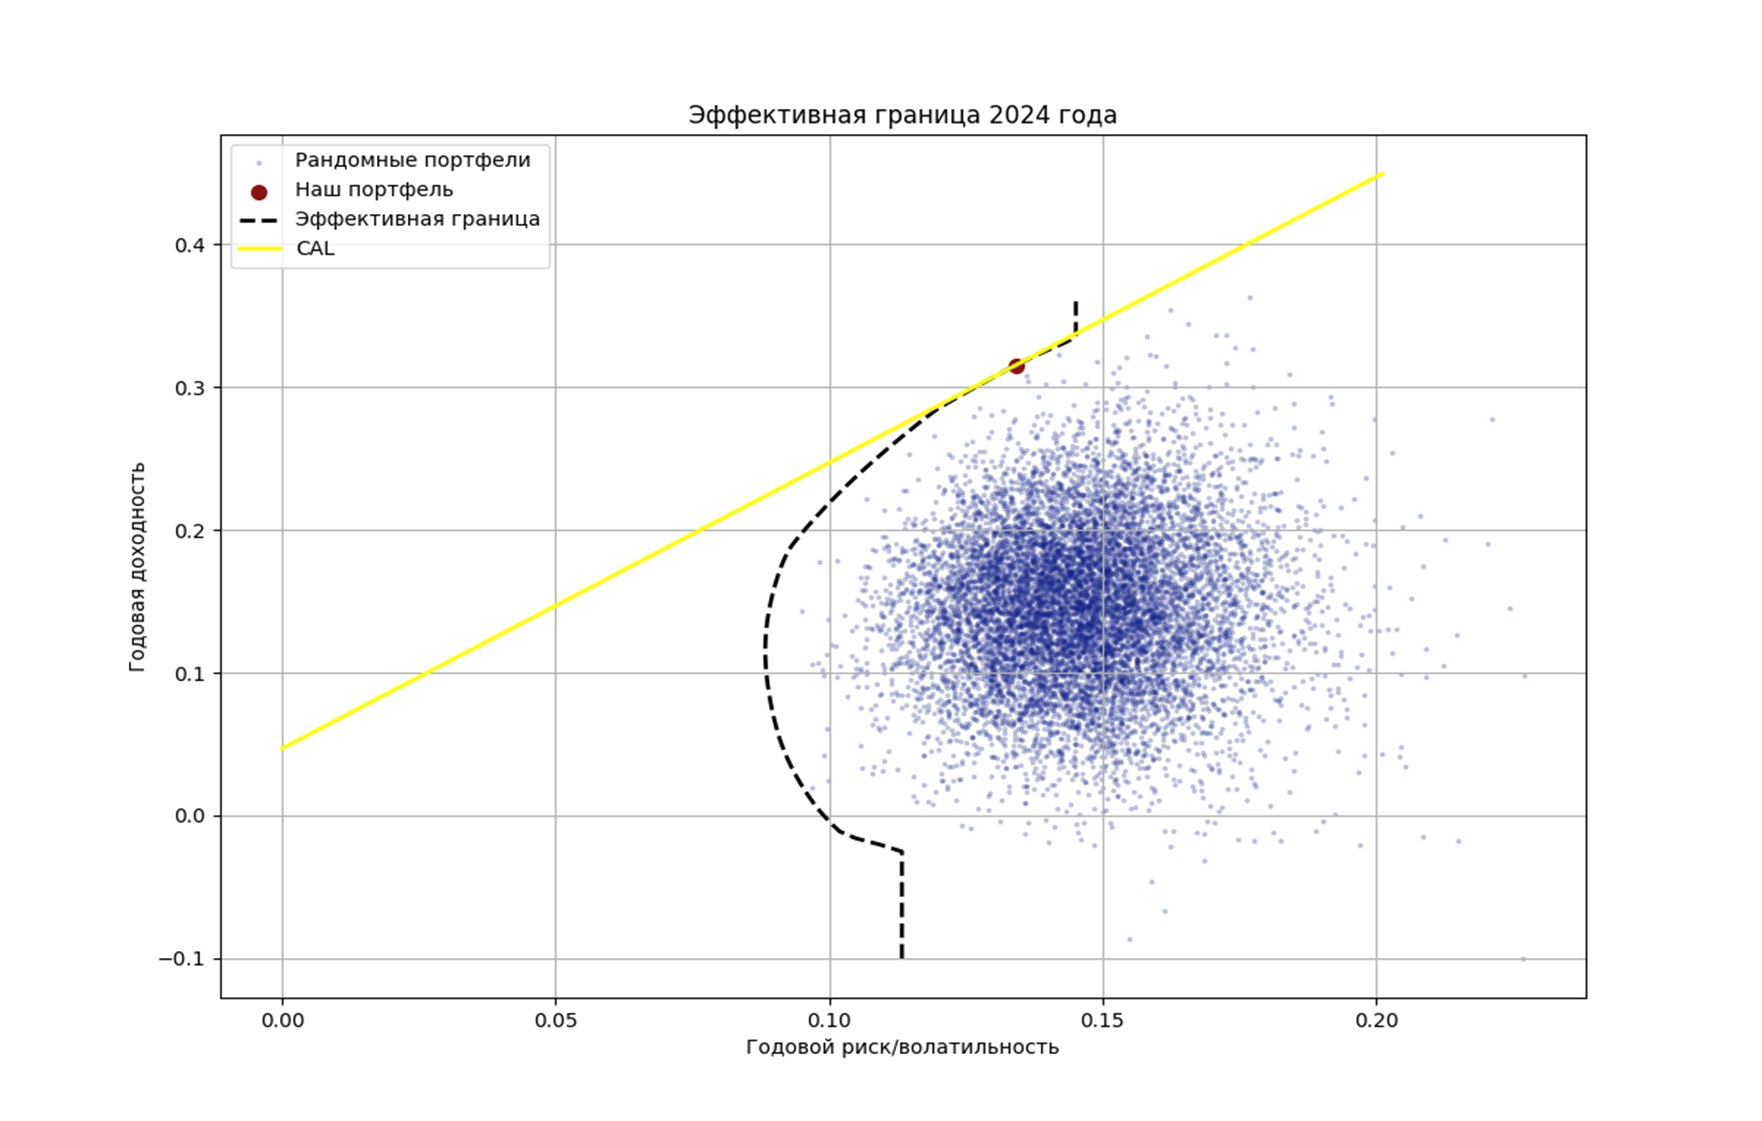 Эффективная граница 2024 года
Рандомные портфели
Наш портфель
Эффективная граница
CAL
0.4
0.3
0.2
0.1
0.0
−0.1
Годовая доходность
0.00 0.05 0.10 0.15 0.20
Годовой риск/волатильность